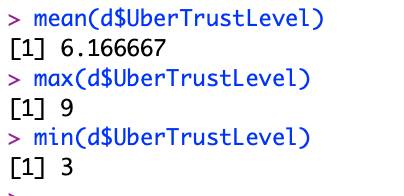 > mean(d$UberTrustLevel)
[1] 6.166667
> max(d$UberTrustLevel)
[1] 9
> min(d$UberTrustLevel)
[1] 3
>